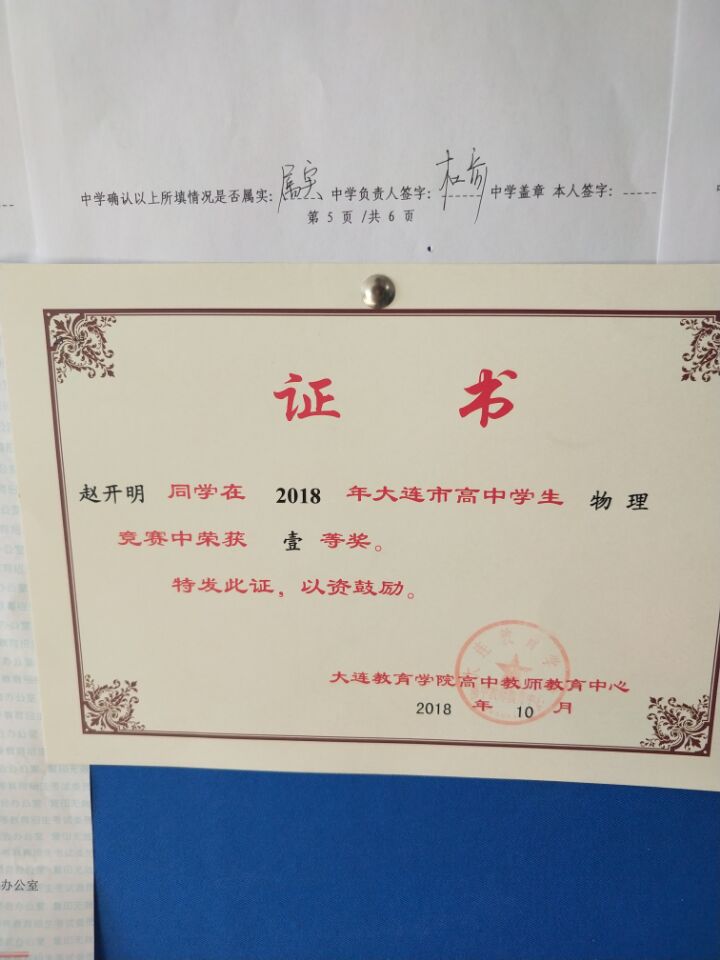 中学确认以上所填情况是否属实: 属实 中学负责人签字: 中学盖章 本人签字: -----
第 5 页 /共 6 页
证 书
赵开明 同学在 2018 年大连市高中学生 物 理
竞赛中荣获 壹 等奖。
特发此证，以资鼓励。
大连教育学院高中教师教育中心
2018 年 10 月
办公室